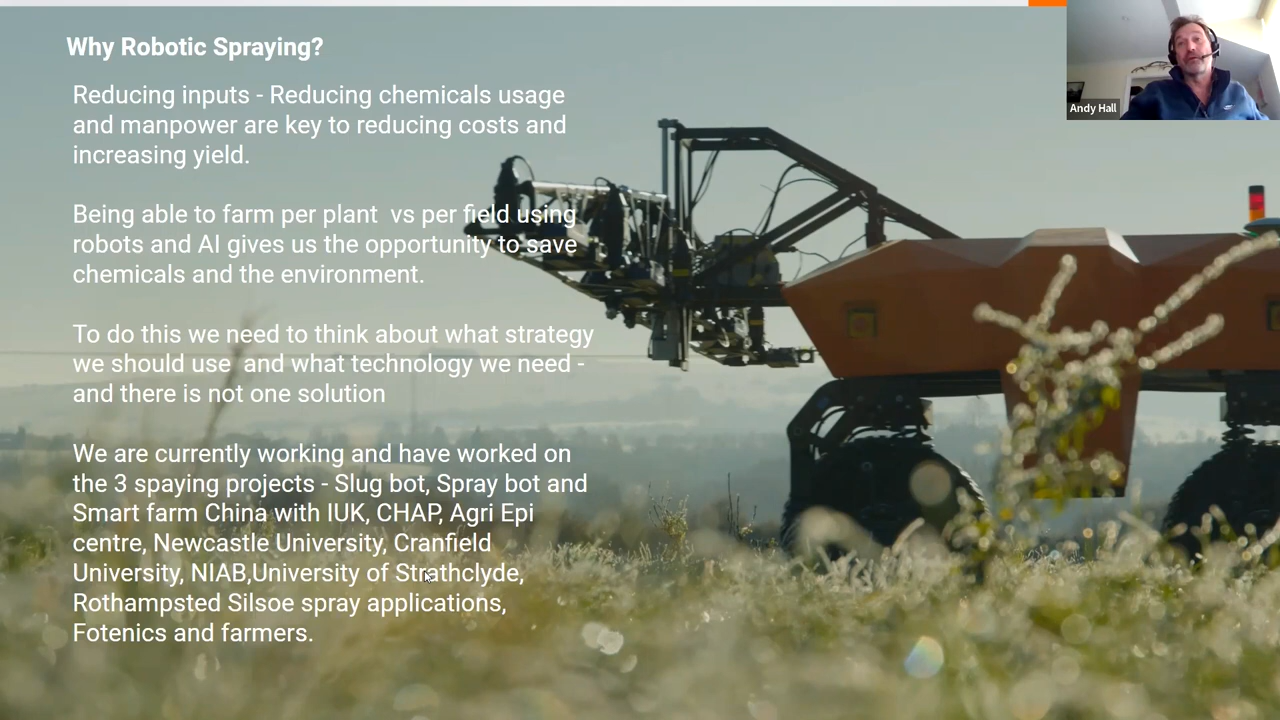 Why Robotic Spraying?
Reducing inputs - Reducing chemicals usage
and manpower are key to reducing costs and
increasing yield.
Being able to farm per plant  vs per field using
robots and AI gives us the opportunity to save
chemicals and the environment.
To do this we need to think about what strategy
we should use  and what technology we need -
and there is not one solution
We are currently working and have worked on
the 3 spaying projects - Slug bot, Spray bot and
Smart farm China with IUK, CHAP, Agri Epi
centre, Newcastle University, Cranfield
University, NIAB,University of Strathclyde,
Rothampsted Silsoe spray applications,
Fotenics and farmers.
Andy Hall